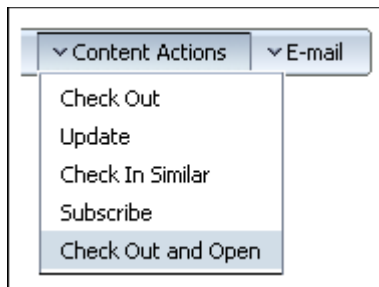 Content Actions E-mail
Check Out
Update
Check In Similar
Subscribe
Check Out and Open